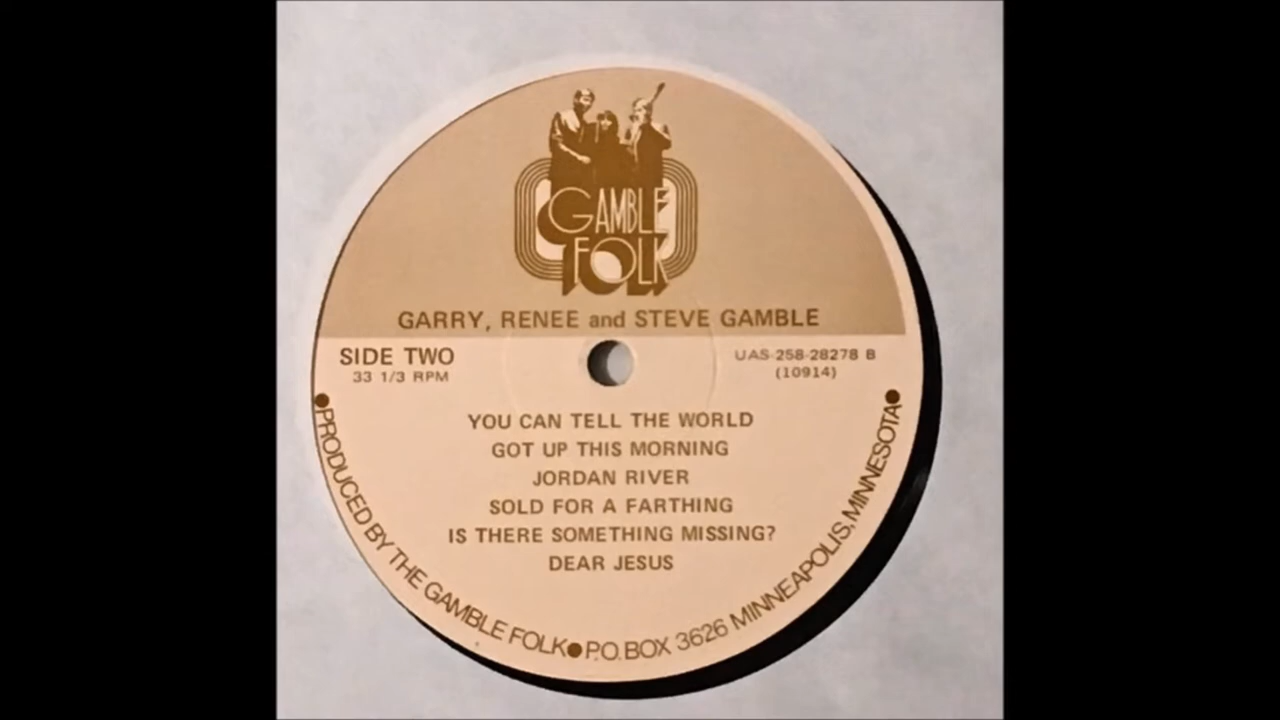 GAMBLE
FOLK
GARRY, RENEE and STEVE GAMBLE
SIDE TWO
33 1/3 RPM
UAS-258-28278 B
(10914)
YOU CAN TELL THE WORLD
GOT UP THIS MORNING
JORDAN RIVER
SOLD FOR A FARTHING
IS THERE SOMETHING MISSING?
DEAR JESUS
●PRODUCED BY THE GAMBLE FOLK●P.O. BOX 3626 MINNEAPOLIS, MINNESOTA●